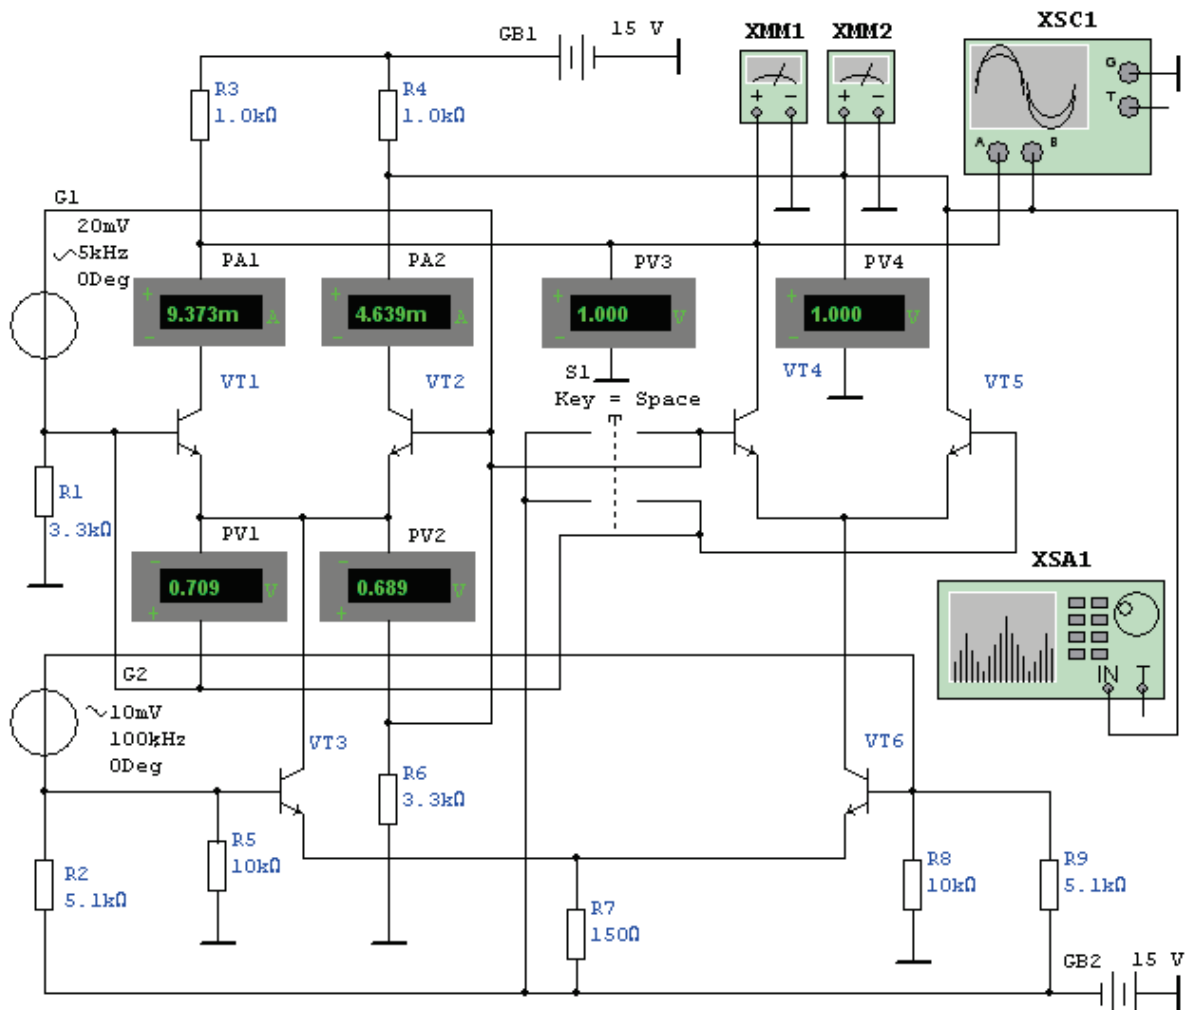 GB1 15 V
XMM1 XMM2 XSC1
R3
1.0kΩ
R4
1.0kΩ
+ − + −
G
T
A B
G1
20mV
5kHz
0Deg
PA1
+ 9.373m A
−
PA2
+ 4.639m A
−
PV3
+ 1.000 V
−
PV4
+ 1.000 V
−
VT1
VT2
S1
Key = Space
VT4
VT5
R1
3.3kΩ
PV1
−
0.709 V
+
PV2
−
0.689 V
+
XSA1
IN T
G2
10mV
100kHz
0Deg
VT3
VT6
R6
3.3kΩ
R5
10kΩ
R2
5.1kΩ
R7
150Ω
R8
10kΩ
R9
5.1kΩ
GB2 15 V